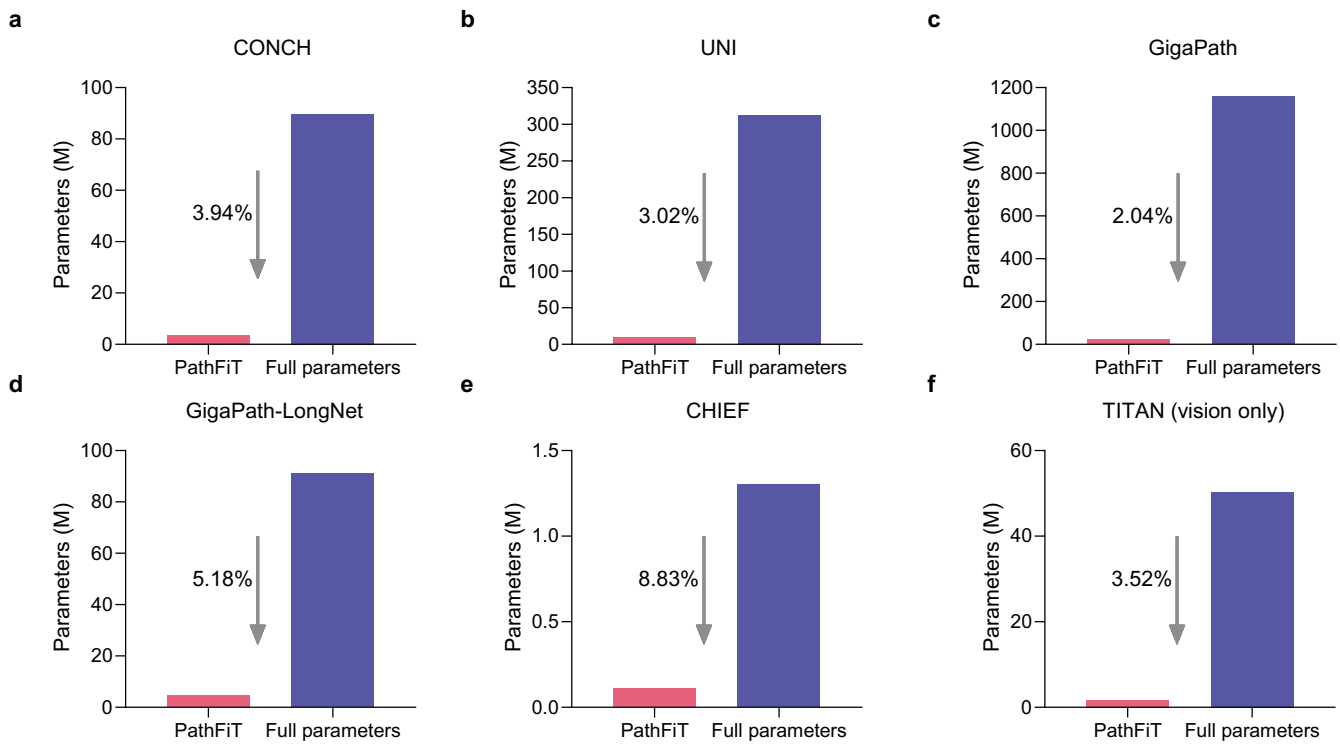 a
CONCH
Parameters (M)
100
80
60
40
20
0
3.94%
PathFiT Full parameters
b
UNI
Parameters (M)
350
300
250
200
150
100
50
0
3.02%
PathFiT Full parameters
c
GigaPath
Parameters (M)
1200
1000
800
600
400
200
0
2.04%
PathFiT Full parameters
d
GigaPath-LongNet
Parameters (M)
100
80
60
40
20
0
5.18%
PathFiT Full parameters
e
CHIEF
Parameters (M)
1.5
1.0
0.5
0.0
8.83%
PathFiT Full parameters
f
TITAN (vision only)
Parameters (M)
60
40
20
0
3.52%
PathFiT Full parameters